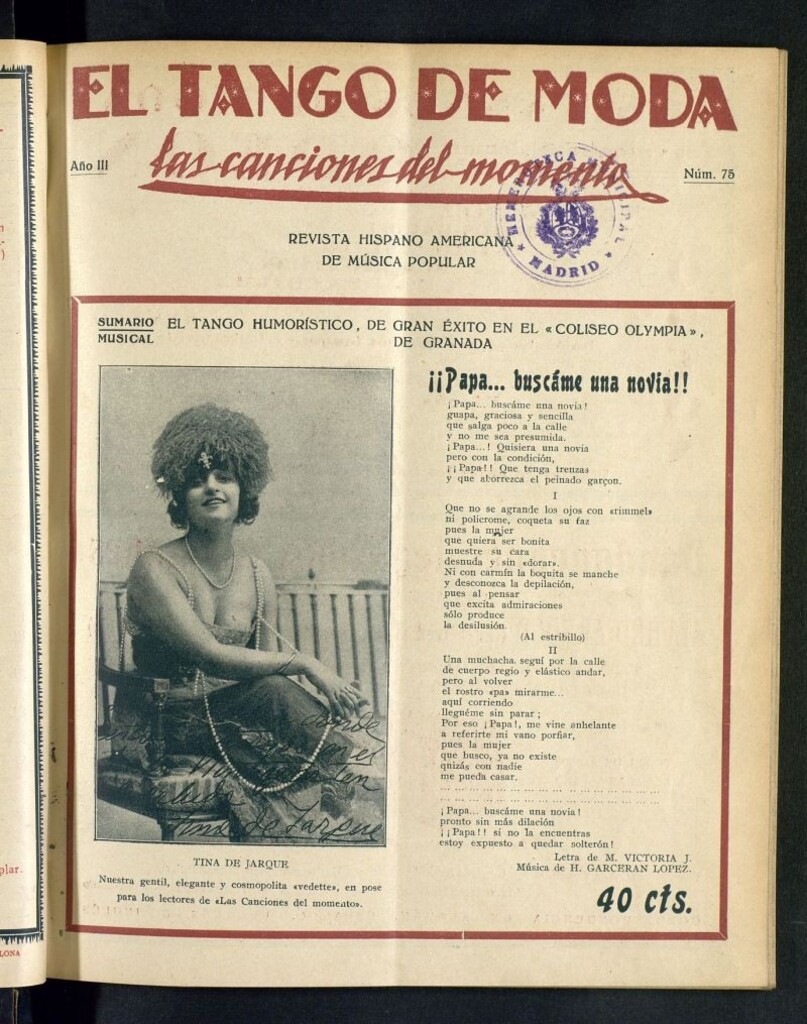 EL TANGO DE MODA
las canciones del momento
Año III
Núm. 75
HEMEROTECA MUNICIPAL
MADRID
REVISTA HISPANO AMERICANA
DE MÚSICA POPULAR
SUMARIO
MUSICAL
EL TANGO HUMORÍSTICO, DE GRAN ÉXITO EN EL «COLISEO OLYMPIA»,
DE GRANADA
Tina de Jarque
TINA DE JARQUE
Nuestra gentil, elegante y cosmopolita «vedette», en pose
para los lectores de «Las Canciones del momento».
¡¡Papa... buscáme una novia!!
¡Papa... buscáme una novia!
guapa, graciosa y sencilla
que salga poco a la calle
y no me sea presumida.
¡Papa...! Quisiera una novia
pero con la condición,
¡¡Papa!! Que tenga trenzas
y que aborrezca el peinado garçon.
I
Que no se agrande los ojos con «rimmel»
ni policrome, coqueta su faz
pues la mujer
que quiera ser bonita
muestre su cara
desnuda y sin «dorar».
Ni con carmín la boquita se manche
y desconozca la depilación,
pues al pensar
que excita admiraciones
sólo produce
la desilusión.
(Al estribillo)
II
Una muchacha seguí por la calle
de cuerpo regio y elástico andar,
pero al volver
el rostro «pa» mirarme...
aquí corriendo
lleguéme sin parar;
Por eso ¡Papa!, me vine anhelante
a referirte mi vano porfiar,
pues la mujer
que busco, ya no existe
quizás con nadie
me pueda casar.
¡Papa... buscáme una novia!
pronto sin más dilación
¡¡Papa!! si no la encuentras
estoy expuesto a quedar solterón!
Letra de M. VICTORIA J.
Música de H. GARCERAN LOPEZ.
40 cts.
plar.
LONA